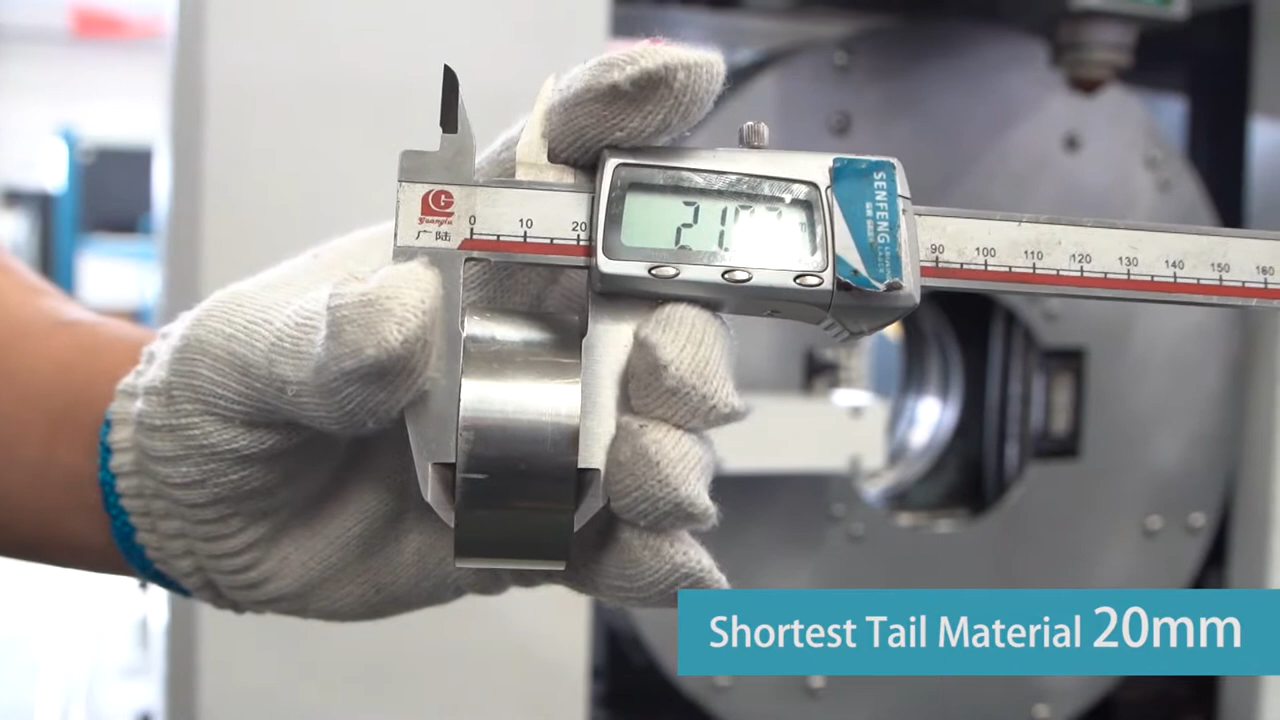 Guanglu
广陆
0 10 20
21.
SENFENG
90 100 110 120 130 140 150 160
Shortest Tail Material 20mm